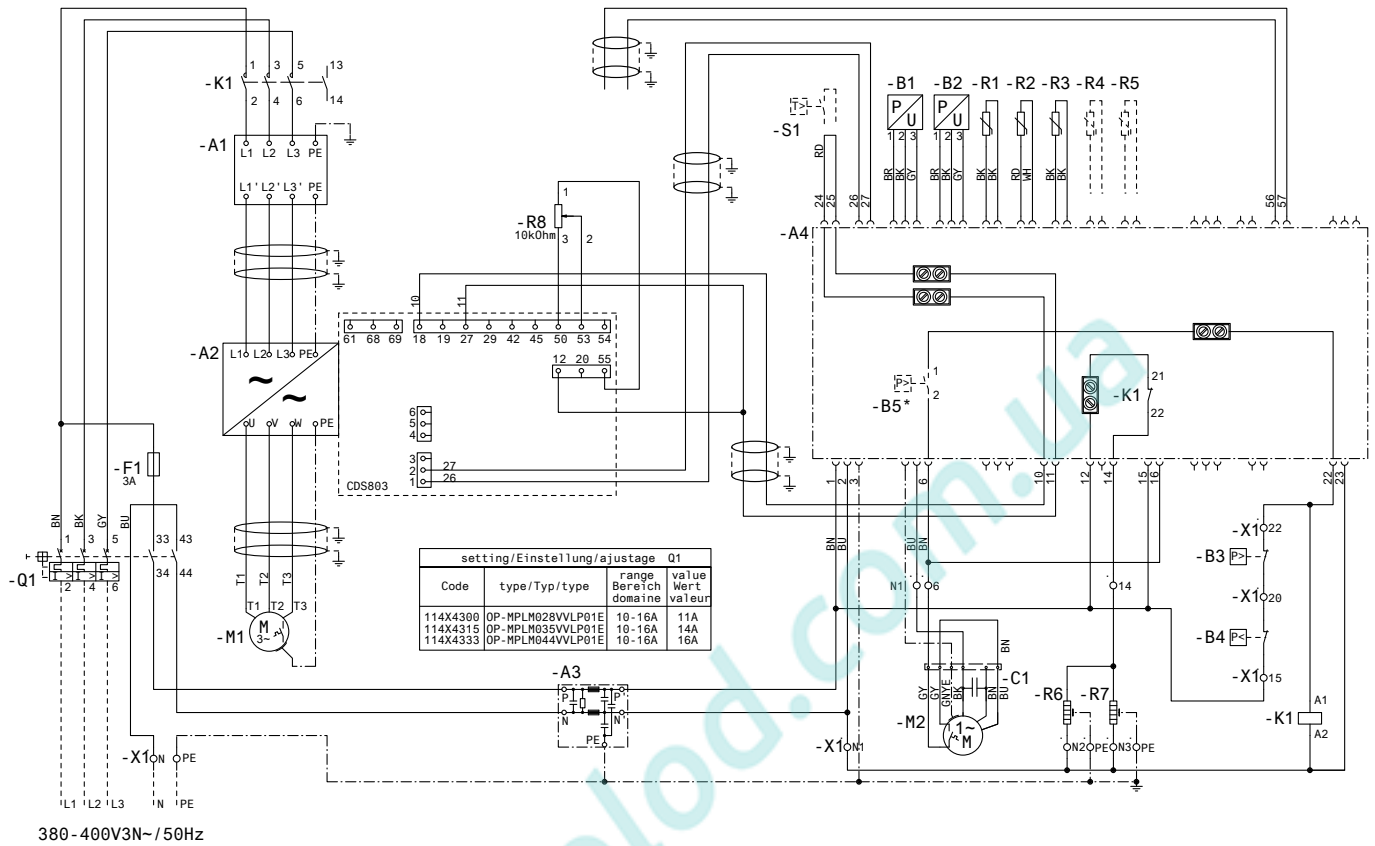 1 3 5 13
-K1
2 4 6 14
-A1
L1 L2 L3 PE
L1' L2' L3' PE
-A2
L1 L2 L3 PE
~
~
U V W PE
T1 T2 T3
T1 T2 T3
-M1
M
3~
-F1
3A
BN BK GY BU
1 3 5 33 43
-Q1
I> I> I>
2 4 6 34 44
-X1 N PE
L1 L2 L3 N PE
380-400V3N~/50Hz
1
-R8
10kOhm
3 2
10 11
61 68 69 18 19 27 29 42 45 50 53 54
12 20 55
6
5
4
3
2 27
1 26
CDS803
setting/Einstellung/ajustage Q1
Code type/Typ/type range Bereich domaine value Wert valeur
114X4300 OP-MPLM028VVLP01E 10-16A 11A
114X4315 OP-MPLM035VVLP01E 10-16A 14A
114X4333 OP-MPLM044VVLP01E 10-16A 16A
-A3
P P'
N N'
PE
T>
-S1
RD
-B1 -B2 -R1 -R2 -R3 -R4 -R5
P U P U
1 2 3 1 2 3
BR BK GY BR BK GY BK BK RD WH BK BK
24 25 26 27 56 57
-A4
P>
1
-B5*
2
21
-K1
22
1 2 3 6 10 11 12 14 15 16 22 23
BN BU BU BN
N1 6 14
-X1 22
-B3 P>
-X1 20
-B4 P<
-X1 15
BN
-C1
GY GY GNYE BK BN BU
-M2
1~
M
-R6 -R7
-X1 N1 N2 PE N3 PE
A1
-K1
A2
olod.com.ua